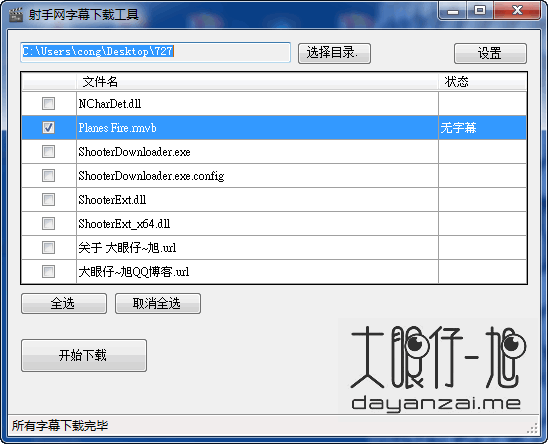 射手网字幕下载工具
C:\Users\cong\Desktop\727
选择目录.
设置
文件名 状态
NCharDet.dll
Planes Fire.rmvb 无字幕
ShooterDownloader.exe
ShooterDownloader.exe.config
ShooterExt.dll
ShooterExt_x64.dll
关于 大眼仔~旭.url
大眼仔~旭QQ博客.url
全选 取消全选
开始下载
大眼仔-旭
dayanzai.me
所有字幕下载完毕